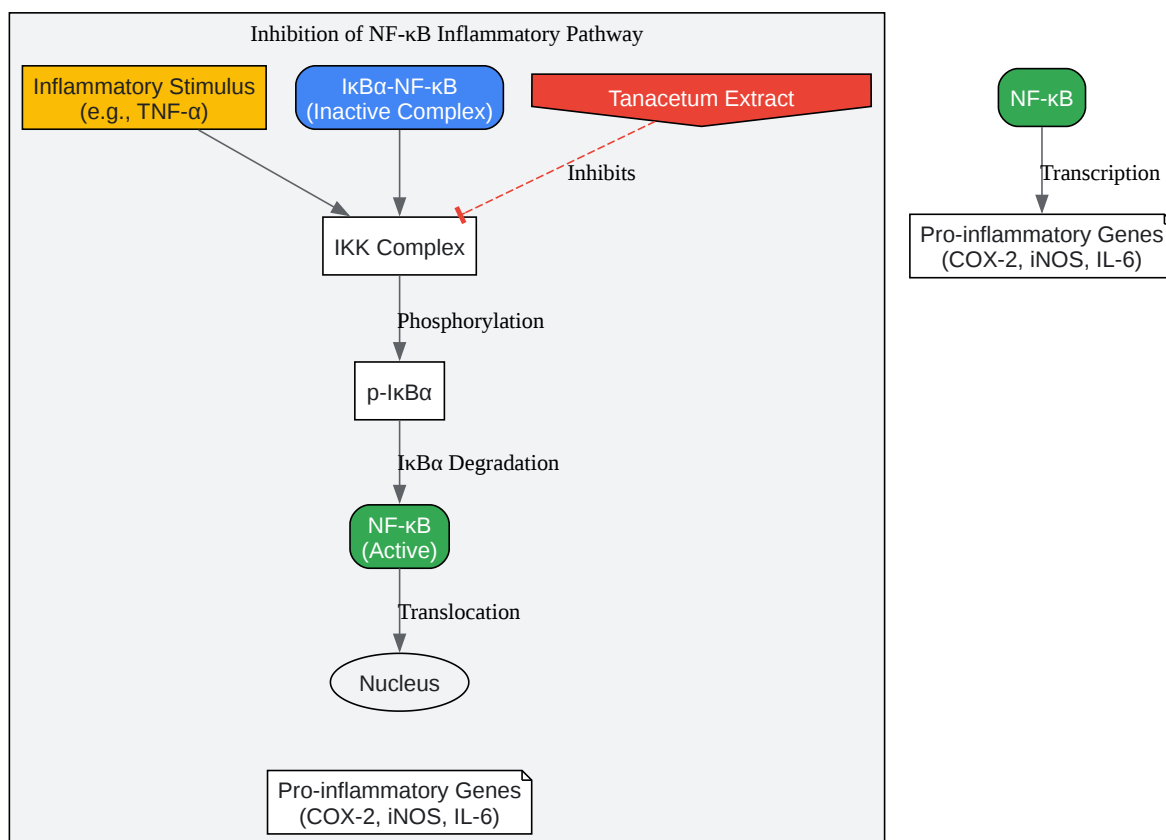 Inhibition of NF-κB Inflammatory Pathway
Inflammatory Stimulus
(e.g., TNF-α)
IκBα-NF-κB
(Inactive Complex)
Tanacetum Extract
NF-κB
Inhibits
Transcription
IKK Complex
Pro-inflammatory Genes
(COX-2, iNOS, IL-6)
Phosphorylation
p-IκBα
IκBα Degradation
NF-κB
(Active)
Translocation
Nucleus
Pro-inflammatory Genes
(COX-2, iNOS, IL-6)